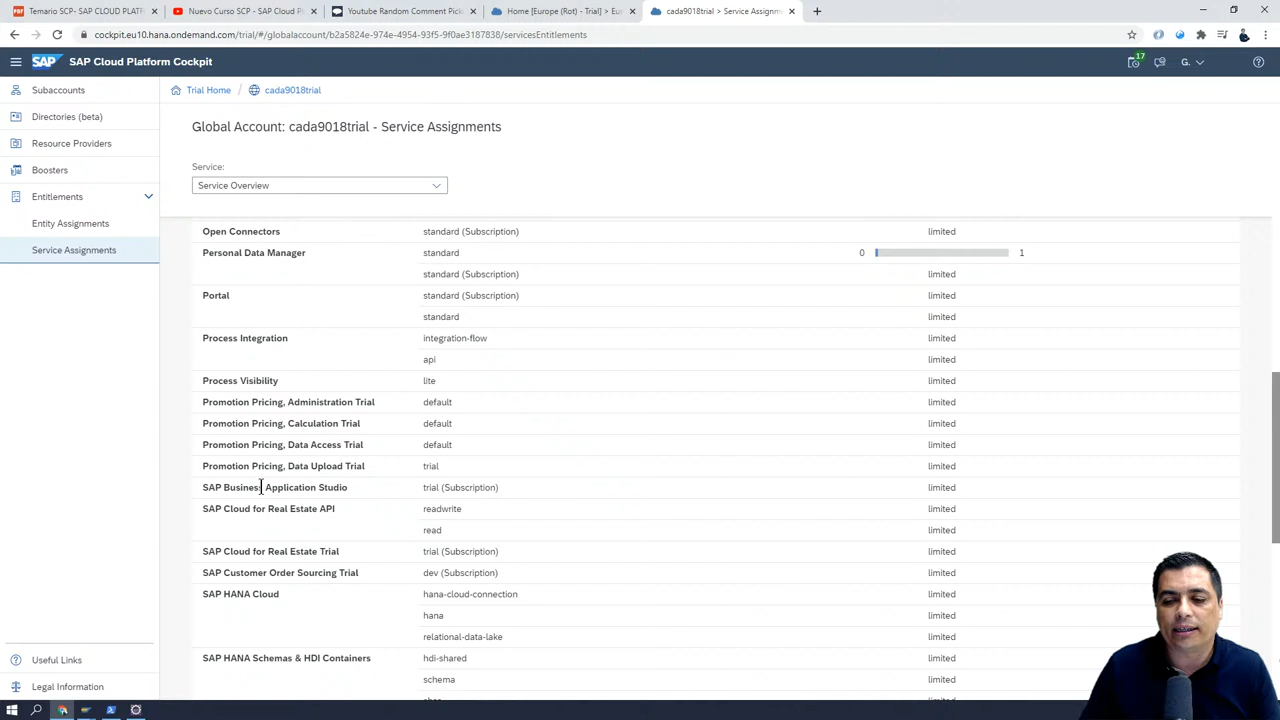 Temario SCP- SAP CLOUD PLATF
Nuevo Curso SCP - SAP Cloud Pl
Youtube Random Comment Pick
Home [Europe (Rot) - Trial] > Eu
cada9018trial > Service Assignm
cockpit.eu10.hana.ondemand.com/trial/#/globalaccount/b2a5824e-974e-4954-93f5-9f0ae3187838/servicesEntitlements
SAP SAP Cloud Platform Cockpit
17
G.
Subaccounts
Directories (beta)
Resource Providers
Boosters
Entitlements
Entity Assignments
Service Assignments
Useful Links
Legal Information
Trial Home / cada9018trial
Global Account: cada9018trial - Service Assignments
Service:
Service Overview
Open Connectors standard (Subscription) limited
Personal Data Manager standard 0 1
standard (Subscription) limited
Portal standard (Subscription) limited
standard limited
Process Integration integration-flow limited
api limited
Process Visibility lite limited
Promotion Pricing, Administration Trial default limited
Promotion Pricing, Calculation Trial default limited
Promotion Pricing, Data Access Trial default limited
Promotion Pricing, Data Upload Trial trial limited
SAP Business Application Studio trial (Subscription) limited
SAP Cloud for Real Estate API readwrite limited
read limited
SAP Cloud for Real Estate Trial trial (Subscription) limited
SAP Customer Order Sourcing Trial dev (Subscription) limited
SAP HANA Cloud hana-cloud-connection limited
hana limited
relational-data-lake limited
SAP HANA Schemas & HDI Containers hdi-shared limited
schema limited